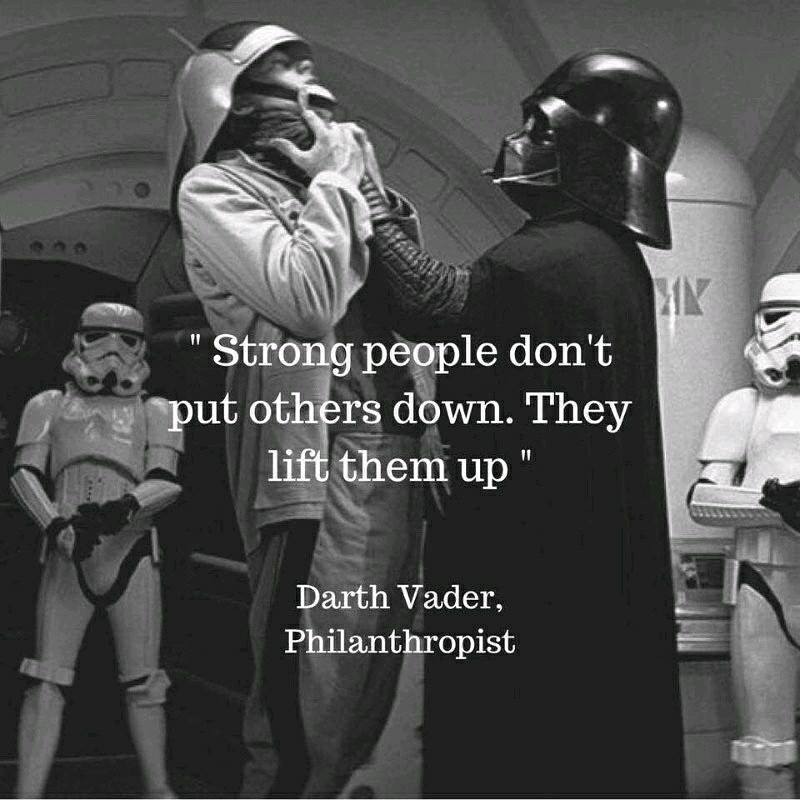 " Strong people don't
put others down. They
lift them up "
Darth Vader,
Philanthropist